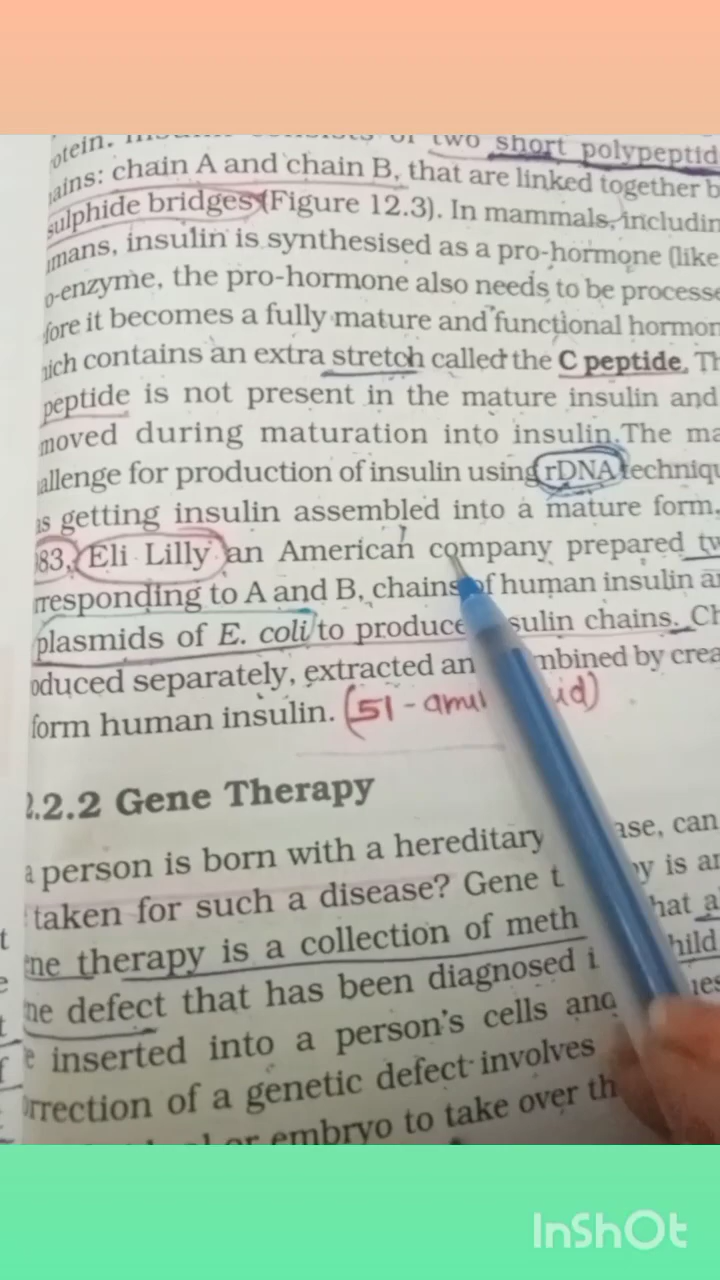 two short polypeptid
ains: chain A and chain B, that are linked together b
sulphide bridges (Figure 12.3). In mammals, includin
mans, insulin is synthesised as a pro-hormone (like
o-enzyme, the pro-hormone also needs to be processe
fore it becomes a fully mature and functional hormon
hich contains an extra stretch called the C peptide. Th
peptide is not present in the mature insulin and
moved during maturation into insulin. The ma
allenge for production of insulin using rDNA techniqu
as getting insulin assembled into a mature form.
83, Eli Lilly an American company prepared tw
rresponding to A and B, chains of human insulin a
plasmids of E. coli to produce sulin chains. Ch
oduced separately, extracted an mbined by crea
form human insulin. (51 - ami id)
2.2.2 Gene Therapy
a person is born with a hereditary ase, can
taken for such a disease? Gene t y is an
ne therapy is a collection of meth hat a
ne defect that has been diagnosed i hild
e inserted into a person's cells and ues
rrection of a genetic defect involves
or embryo to take over th
InShOt